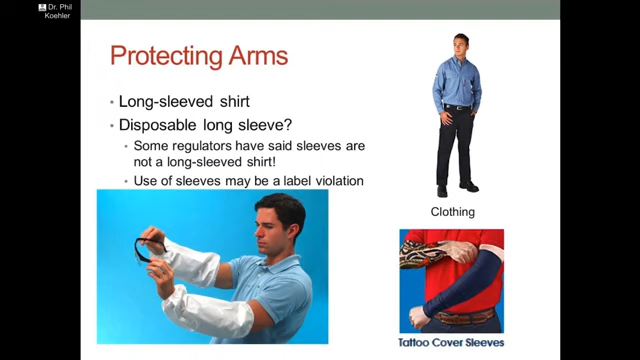 Dr. Phil
Koehler
Protecting Arms
• Long-sleeved shirt
• Disposable long sleeve?
• Some regulators have said sleeves are
not a long-sleeved shirt!
• Use of sleeves may be a label violation
Clothing
Tattoo Cover Sleeves